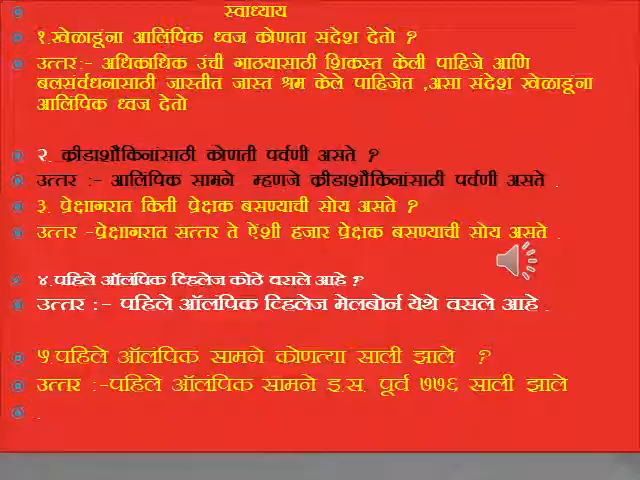 स्वाध्याय
१.खेळाडूंना आलिंपिक ध्वज कोणता संदेश देतो ?
उत्तर:- अधिकाधिक उंची गाठयासाठी शिकस्त केली पाहिजे आणि
बलसंर्वधनासाठी जास्तीत जास्त श्रम केले पाहिजेत ,असा संदेश खेळाडूंना
आलिंपिक ध्वज देतो
२. क्रीडाशौकिनांसाठी कोणती पर्वणी असते ?
उत्तर :- आलिंपिक सामने म्हणजे क्रीडाशौकिनांसाठी पर्वणी असते .
३. प्रेक्षागरात किती प्रेक्षक बसण्याची सोय असते ?
उत्तर -प्रेक्षागरात सत्तर ते ऐंशी हजार प्रेक्षक बसण्याची सोय असते .
४.पहिले ऑलंपिक व्हिलेज कोठे वसले आहे ?
उत्तर :- पहिले ऑलंपिक व्हिलेज मेलबोर्न येथे वसले आहे .
५.पहिले ऑलंपिक सामने कोणत्या साली झाले ?
उत्तर :-पहिले ऑलंपिक सामने इ.स. पूर्व ७७६ साली झाले
.